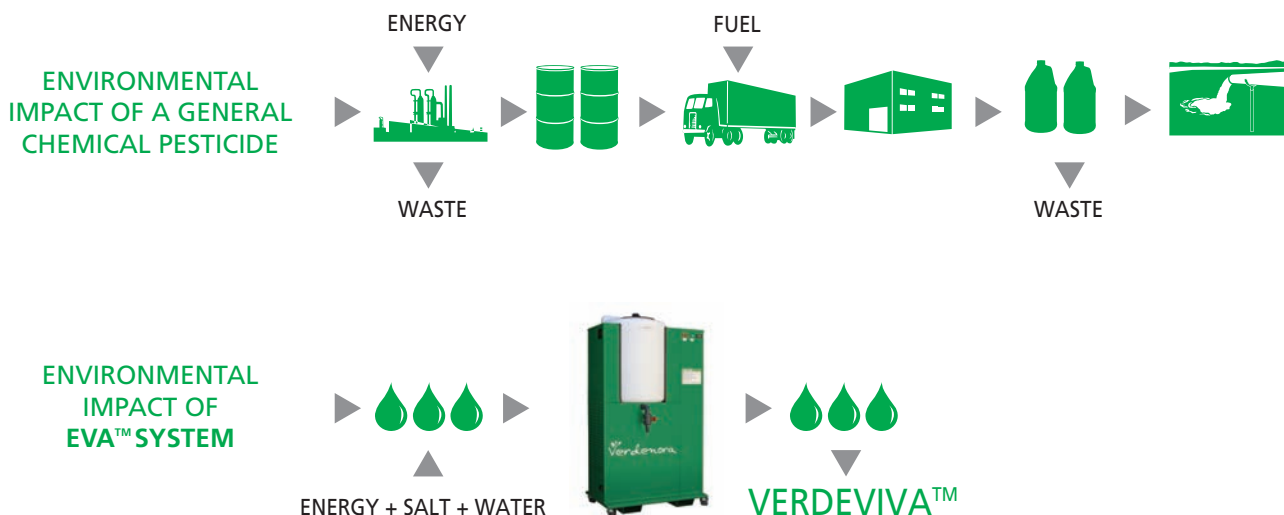 ENERGY
FUEL
ENVIRONMENTAL
IMPACT OF A GENERAL
CHEMICAL PESTICIDE
WASTE
WASTE
ENVIRONMENTAL
IMPACT OF
EVA™ SYSTEM
Verdenora
ENERGY + SALT + WATER
VERDEVIVA™